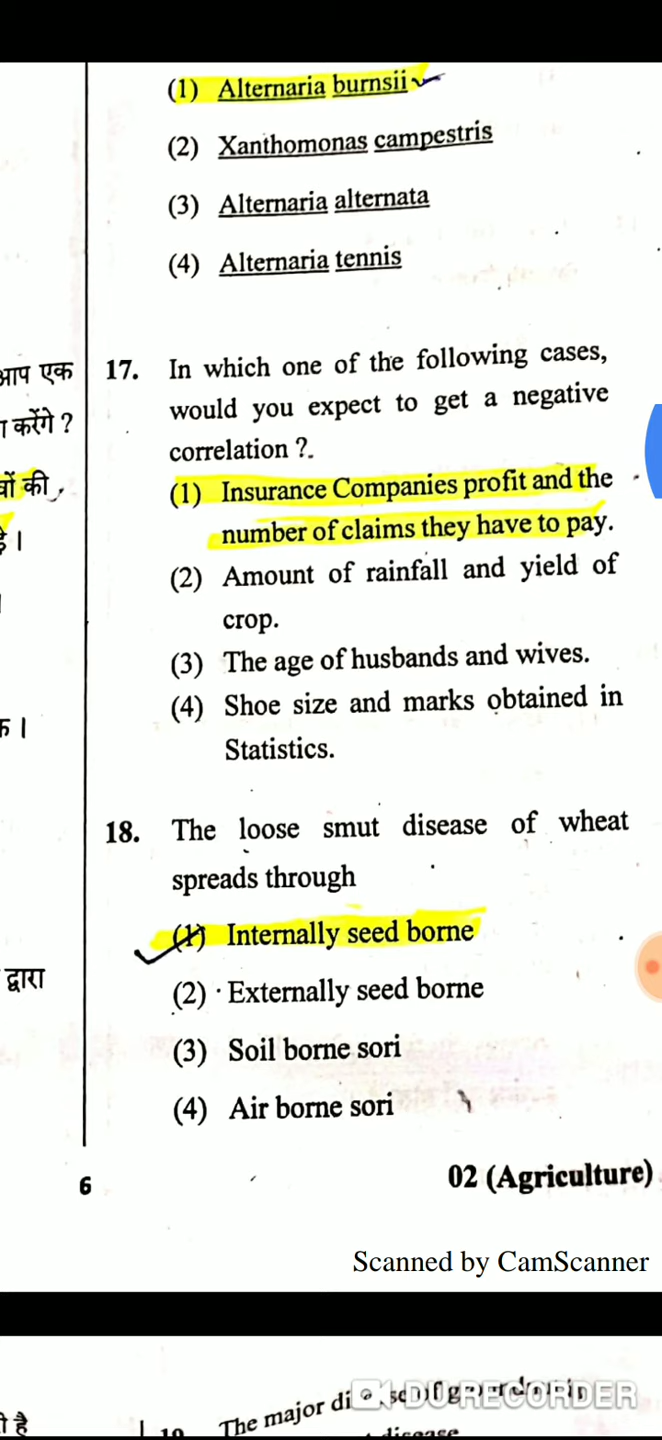 (1) Alternaria burnsii
(2) Xanthomonas campestris
(3) Alternaria alternata
(4) Alternaria tennis
आप एक
करेंगे ?
की
।
।
द्वारा
17. In which one of the following cases,
would you expect to get a negative
correlation ?.
(1) Insurance Companies profit and the
number of claims they have to pay.
(2) Amount of rainfall and yield of
crop.
(3) The age of husbands and wives.
(4) Shoe size and marks obtained in
Statistics.
18. The loose smut disease of wheat
spreads through
(1) Internally seed borne
(2) Externally seed borne
(3) Soil borne sori
(4) Air borne sori
6
02 (Agriculture)
Scanned by CamScanner
है
The major
DU RECORDER
disease